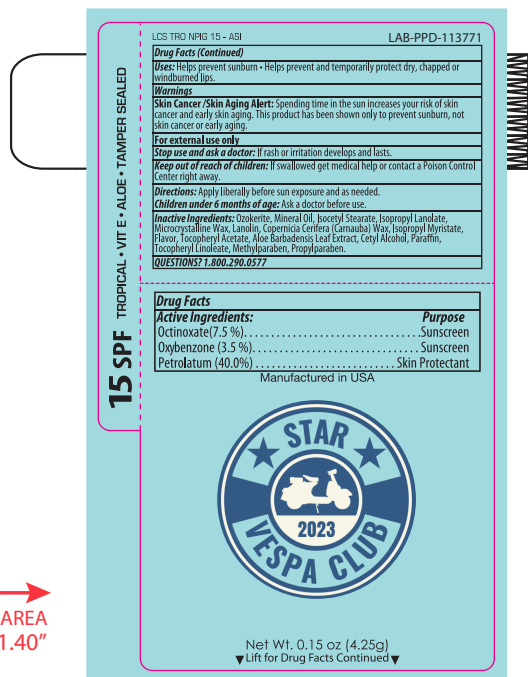 LCS TRO NPIG 15 - ASI
LAB-PPD-113771
Drug Facts (Continued)
Uses: Helps prevent sunburn • Helps prevent and temporarily protect dry, chapped or
windburned lips.
Warnings
Skin Cancer /Skin Aging Alert: Spending time in the sun increases your risk of skin
cancer and early skin aging. This product has been shown only to prevent sunburn, not
skin cancer or early aging.
For external use only
Stop use and ask a doctor: If rash or irritation develops and lasts.
Keep out of reach of children: If swallowed get medical help or contact a Poison Control
Center right away.
Directions: Apply liberally before sun exposure and as needed.
Children under 6 months of age: Ask a doctor before use.
Inactive Ingredients: Ozokerite, Mineral Oil, Isocetyl Stearate, Isopropyl Lanolate,
Microcrystalline Wax, Lanolin, Copernicia Cerifera (Carnauba) Wax, Isopropyl Myristate,
Flavor, Tocopheryl Acetate, Aloe Barbadensis Leaf Extract, Cetyl Alcohol, Paraffin,
Tocopheryl Linoleate, Methylparaben, Propylparaben.
QUESTIONS? 1.800.290.0577
15 SPF TROPICAL • VIT E • ALOE • TAMPER SEALED
Drug Facts
Active Ingredients: Purpose
Octinoxate(7.5 %)............................Sunscreen
Oxybenzone (3.5 %)...........................Sunscreen
Petrolatum (40.0%) .......................Skin Protectant
Manufactured in USA
STAR
2023
VESPA CLUB
AREA
1.40"
Net Wt. 0.15 oz (4.25g)
▼Lift for Drug Facts Continued▼